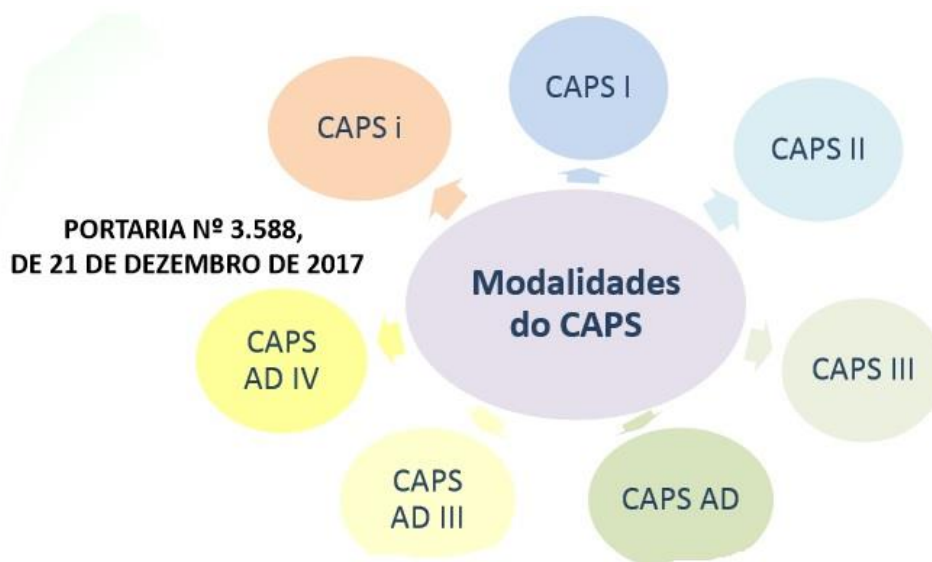 CAPS I
CAPS II
CAPS III
CAPS AD
CAPS
AD III
CAPS
AD IV
CAPS i
Modalidades
do CAPS
PORTARIA Nº 3.588,
DE 21 DE DEZEMBRO DE 2017